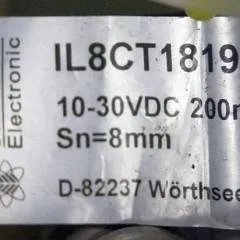 Electronic
IL8CT1819
10-30VDC 200m
Sn=8mm
D-82237 Wörthsee